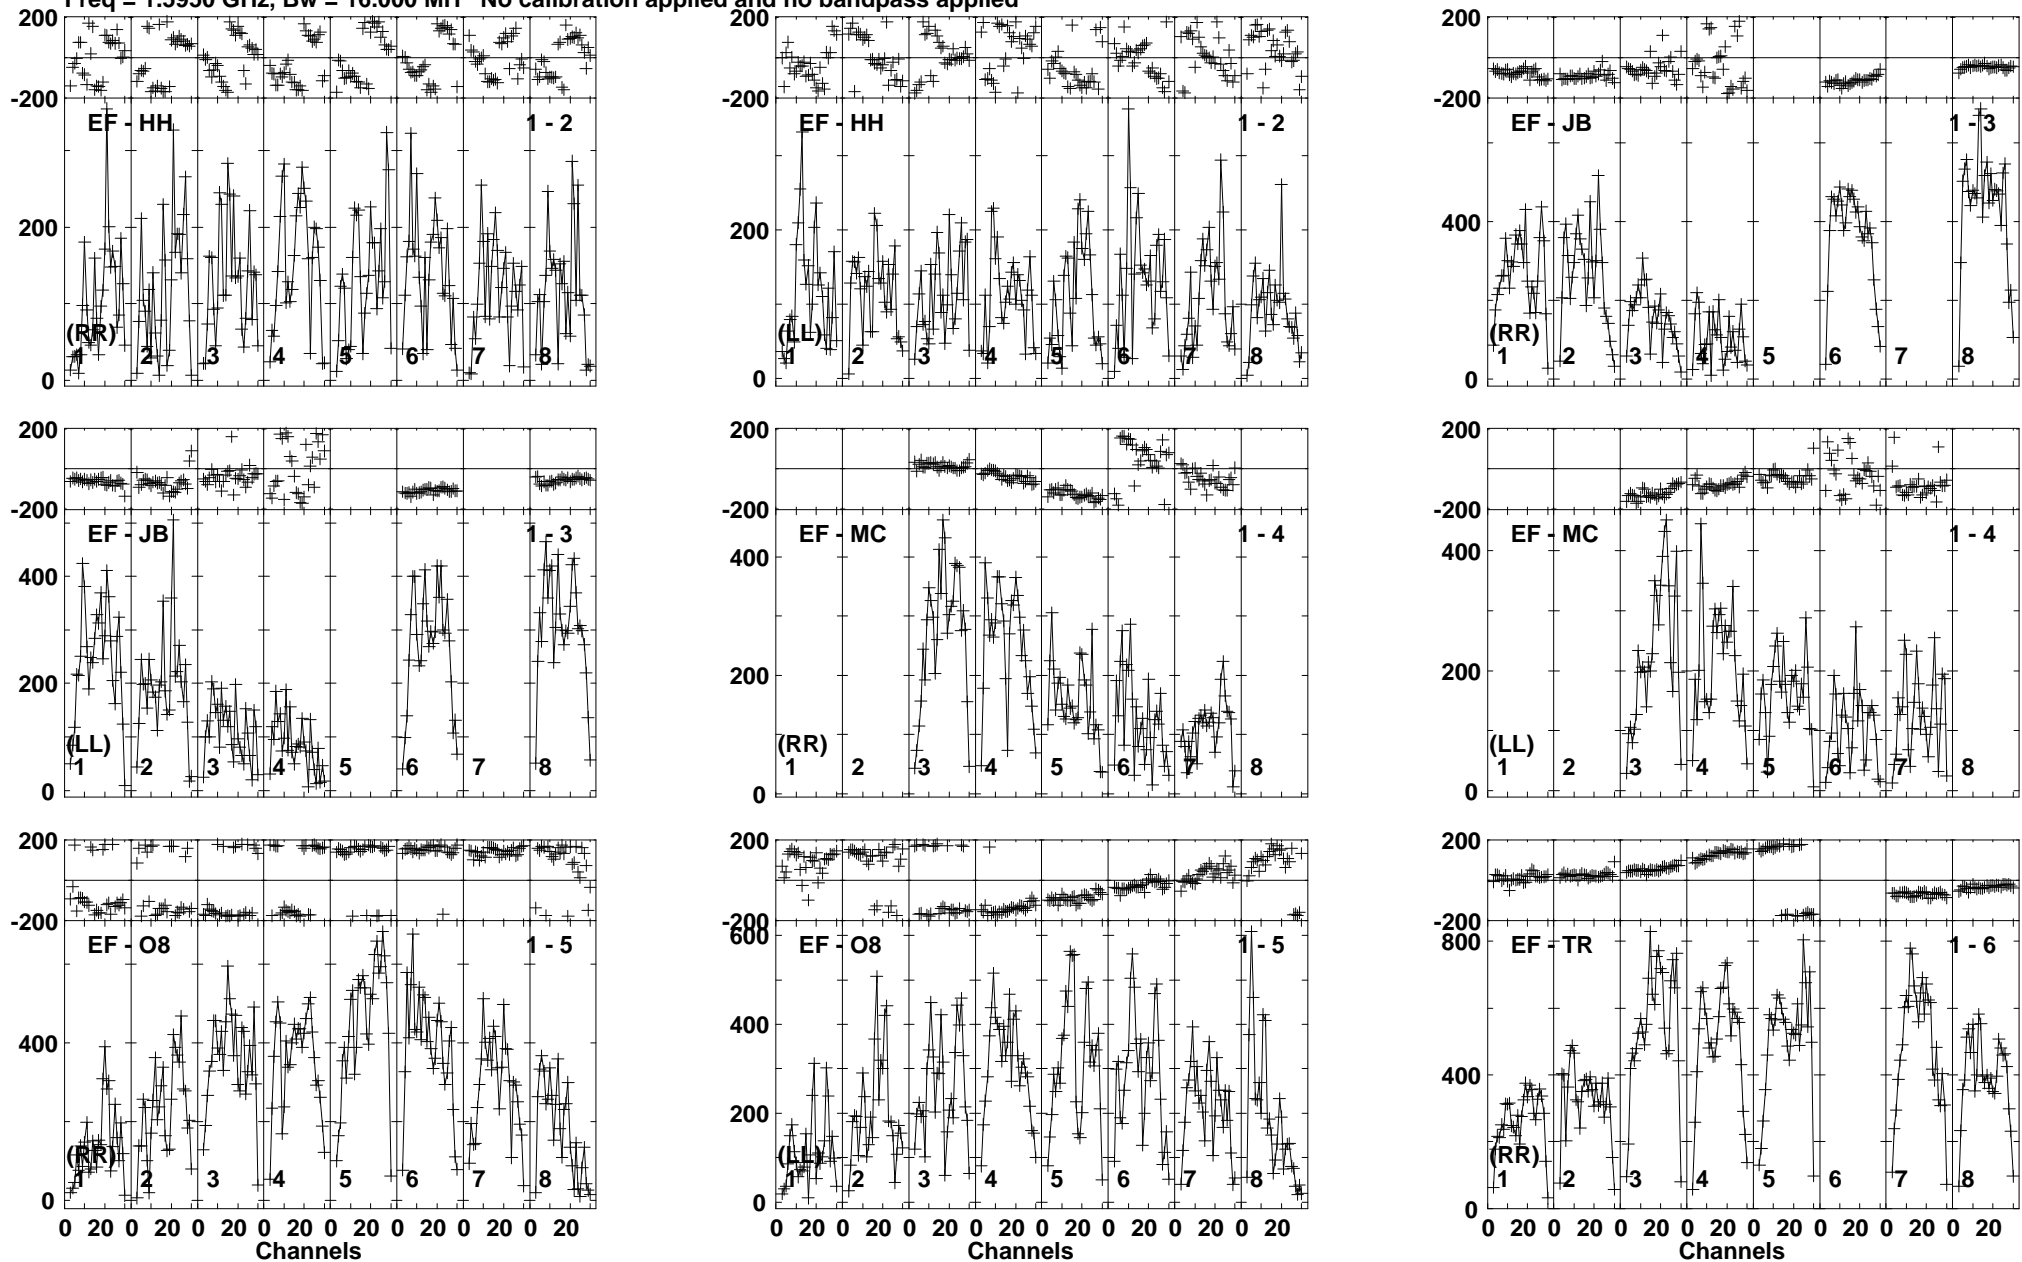 Freq = 1.5950 GHz, Bw = 16.000 MH No calibration applied and no bandpass applied
200 200 200
-200 -200 -200
EF - HH 1 - 2 EF - HH 1 - 2 EF - JB 1 - 3
200 200 400
(RR) (LL) (RR)
1 2 3 4 5 6 7 8 1 2 3 4 5 6 7 8 1 2 3 4 5 6 7 8
0 0 0
200 200 200
-200 -200 -200
EF - JB 1 - 3 EF - MC 1 - 4 EF - MC 1 - 4
400 400 400
200 200 200
(LL) (RR) (LL)
1 2 3 4 5 6 7 8 1 2 3 4 5 6 7 8 1 2 3 4 5 6 7 8
0 0 0
200 200 200
-200 -200 -200
EF - O8 1 - 5 600 EF - O8 1 - 5 800 EF - TR 1 - 6
400 400 400
200
(RR) (LL) (RR)
1 2 3 4 5 6 7 8 1 2 3 4 5 6 7 8 1 2 3 4 5 6 7 8
0 0 0
0 20 0 20 0 20 0 20 0 20 0 20 0 20 0 20 0 20 0 20 0 20 0 20 0 20 0 20 0 20 0 20 0 20 0 20 0 20 0 20 0 20 0 20 0 20 0 20
Channels Channels Channels